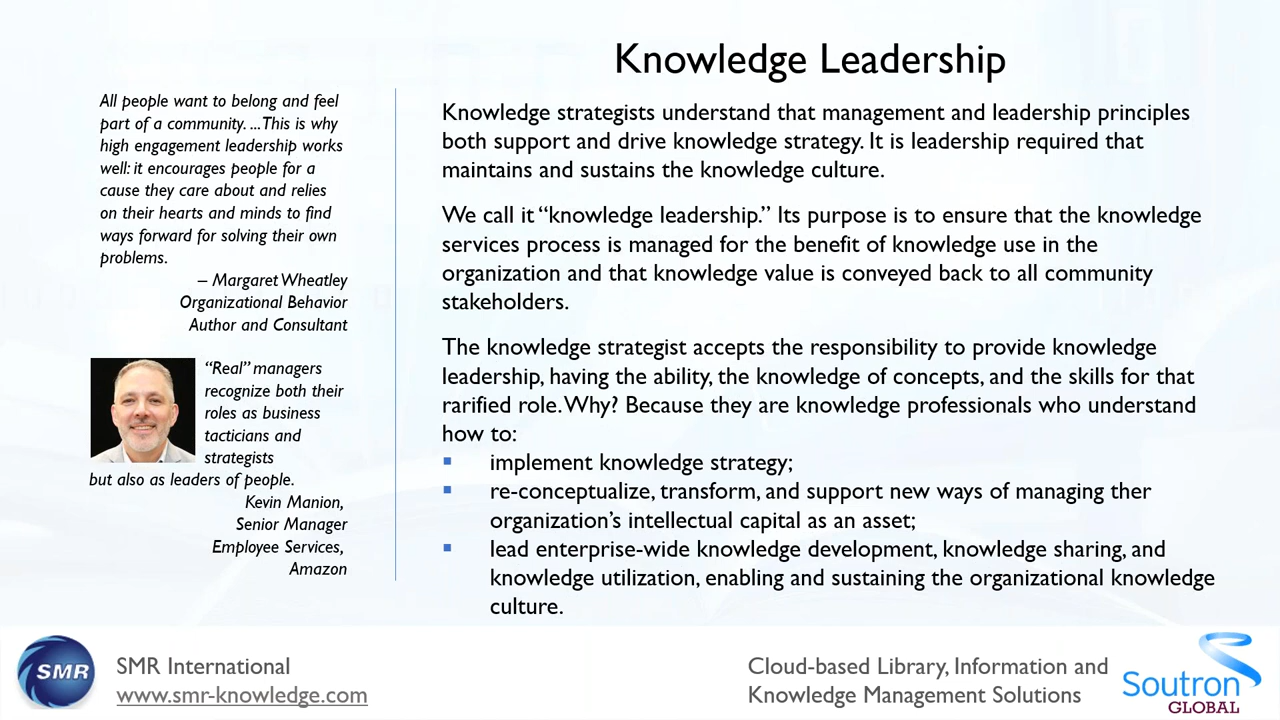 Knowledge Leadership
All people want to belong and feel
part of a community. ...This is why
high engagement leadership works
well: it encourages people for a
cause they care about and relies
on their hearts and minds to find
ways forward for solving their own
problems.
– Margaret Wheatley
Organizational Behavior
Author and Consultant
“Real” managers
recognize both their
roles as business
tacticians and
strategists
but also as leaders of people.
Kevin Manion,
Senior Manager
Employee Services,
Amazon
Knowledge strategists understand that management and leadership principles
both support and drive knowledge strategy. It is leadership required that
maintains and sustains the knowledge culture.
We call it “knowledge leadership.” Its purpose is to ensure that the knowledge
services process is managed for the benefit of knowledge use in the
organization and that knowledge value is conveyed back to all community
stakeholders.
The knowledge strategist accepts the responsibility to provide knowledge
leadership, having the ability, the knowledge of concepts, and the skills for that
rarified role. Why? Because they are knowledge professionals who understand
how to:
▪ implement knowledge strategy;
▪ re-conceptualize, transform, and support new ways of managing ther
organization’s intellectual capital as an asset;
▪ lead enterprise-wide knowledge development, knowledge sharing, and
knowledge utilization, enabling and sustaining the organizational knowledge
culture.
SMR
SMR International
www.smr-knowledge.com
Cloud-based Library, Information and
Knowledge Management Solutions
Soutron
GLOBAL